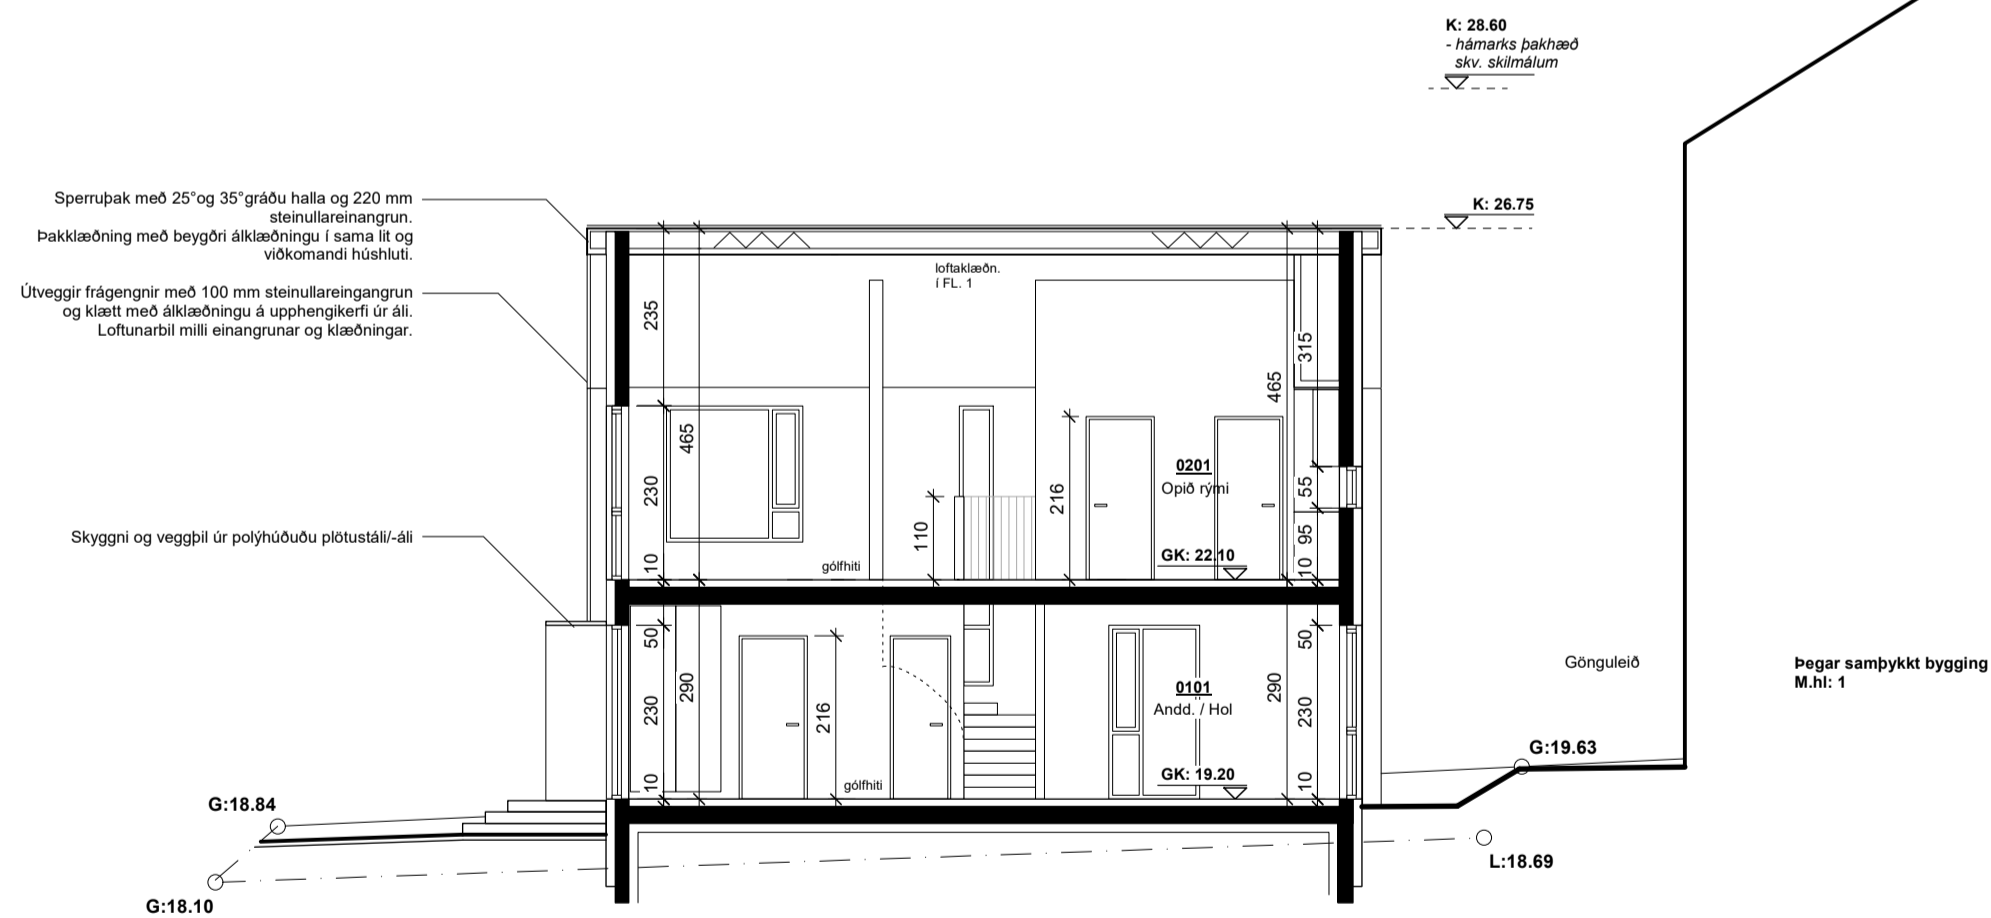 K: 28.60
- hámarks þakhæð
skv. skilmálum
K: 26.75
Sperruþak með 25°og 35°gráðu halla og 220 mm
steinullareinangrun.
Þakklæðning með beygðri álklæðningu í sama lit og
viðkomandi húshluti.
Útveggir frágengnir með 100 mm steinullareingangrun
og klætt með álklæðningu á upphengikerfi úr áli.
Loftunarbil milli einangrunar og klæðningar.
Skyggni og veggþil úr polýhúðuðu plötustáli/-áli
loftaklæðn.
í FL. 1
235
315
465
465
230
216
110
55
95
10
10
0201
Opið rými
GK: 22.10
gólfhiti
50
50
290
290
230
230
216
10
10
0101
Andd. / Hol
GK: 19.20
gólfhiti
Gönguleið
Þegar samþykkt bygging
M.hl: 1
G:19.63
G:18.84
L:18.69
G:18.10